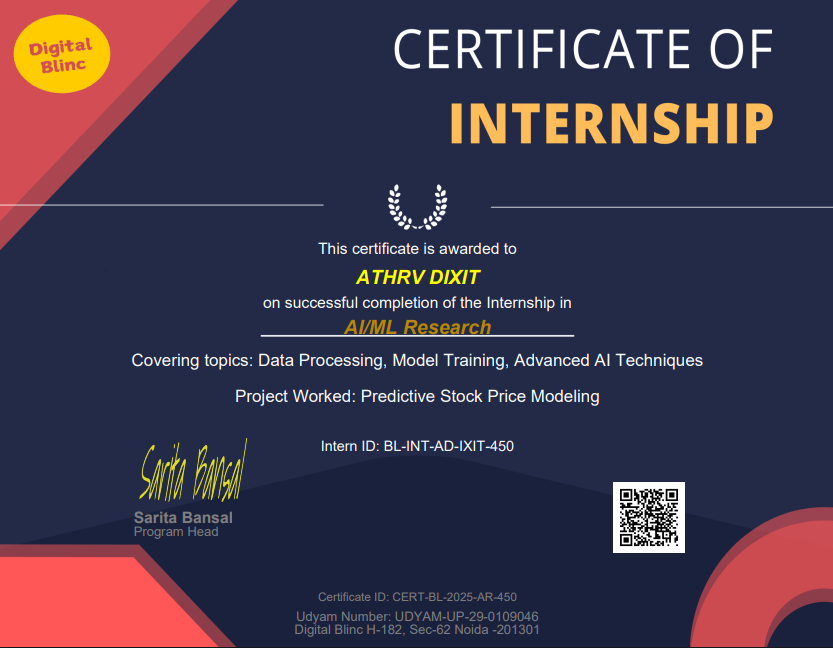 Digital
Blinc
CERTIFICATE OF
INTERNSHIP
This certificate is awarded to
ATHRV DIXIT
on successful completion of the Internship in
AI/ML Research
Covering topics: Data Processing, Model Training, Advanced AI Techniques
Project Worked: Predictive Stock Price Modeling
Intern ID: BL-INT-AD-IXIT-450
Sarita Bansal
Sarita Bansal
Program Head
Certificate ID: CERT-BL-2025-AR-450
Udyam Number: UDYAM-UP-29-0109046
Digital Blinc H-182, Sec-62 Noida -201301